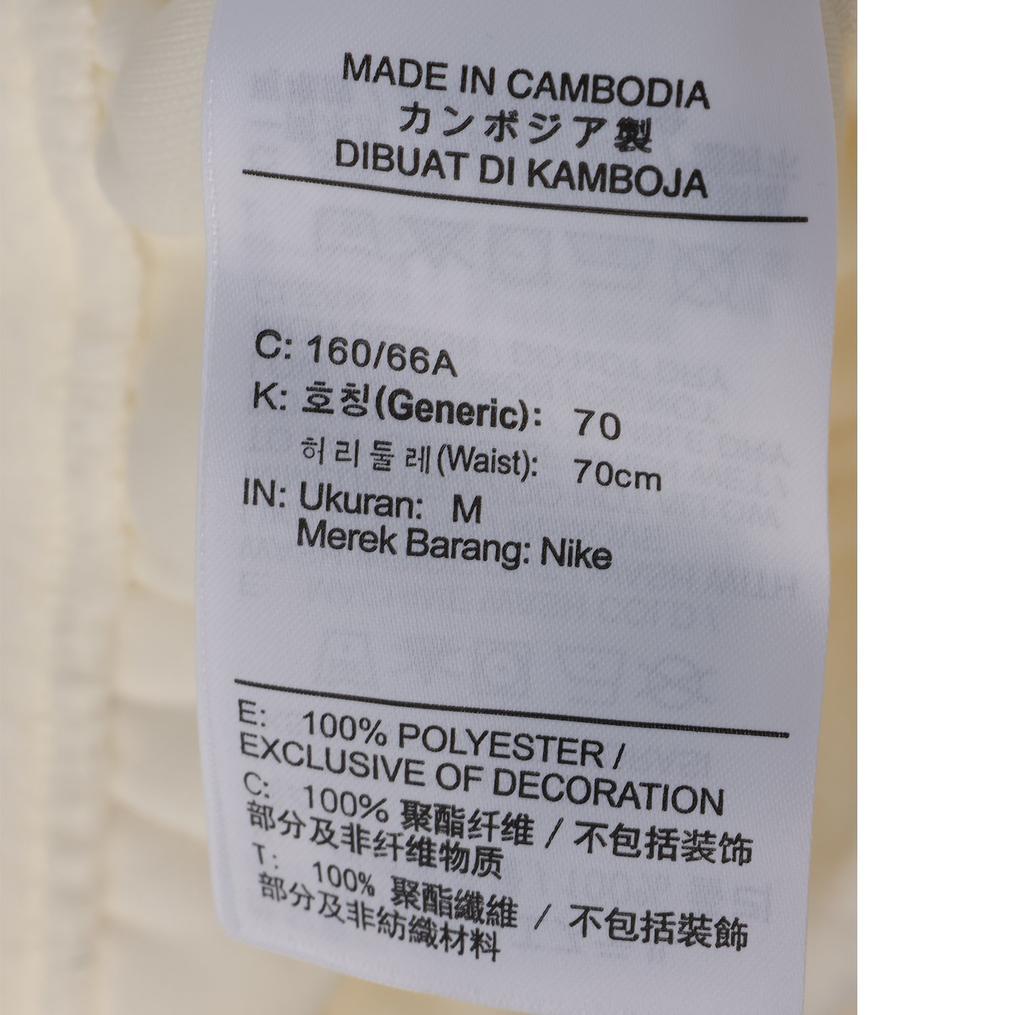 MADE IN CAMBODIA
カンボジア製
DIBUAT DI KAMBOJA
C: 160/66A
K: 호칭(Generic): 70
허리둘레(Waist): 70cm
IN: Ukuran: M
Merek Barang: Nike
E: 100% POLYESTER /
EXCLUSIVE OF DECORATION
C: 100% 聚酯纤维 / 不包括装饰
部分及非纤维物质
T: 100% 聚酯纖維 / 不包括裝飾
部分及非紡織材料